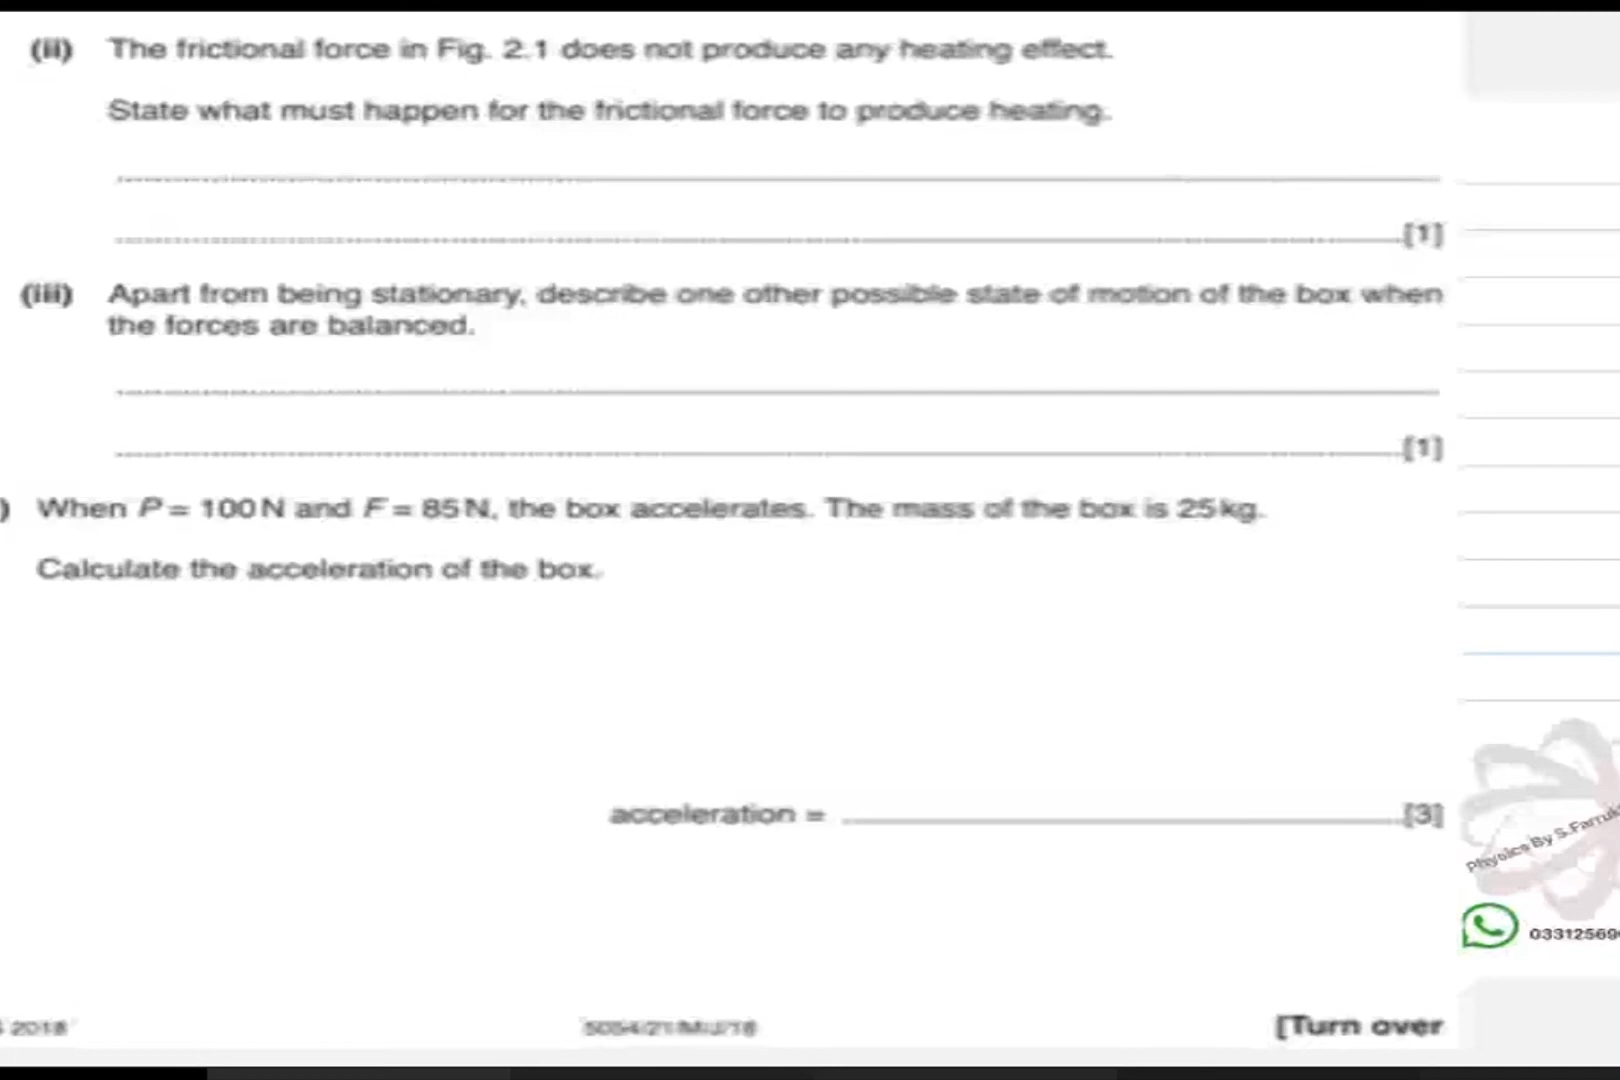 (ii) The frictional force in Fig. 2.1 does not produce any heating effect.
State what must happen for the frictional force to produce heating.
[1]
(iii) Apart from being stationary, describe one other possible state of motion of the box when
the forces are balanced.
[1]
) When P = 100 N and F = 85 N, the box accelerates. The mass of the box is 25 kg.
Calculate the acceleration of the box.
acceleration = [3]
Physics By S.Farruk
03312569
2018 5054/21/M/J/18 [Turn over